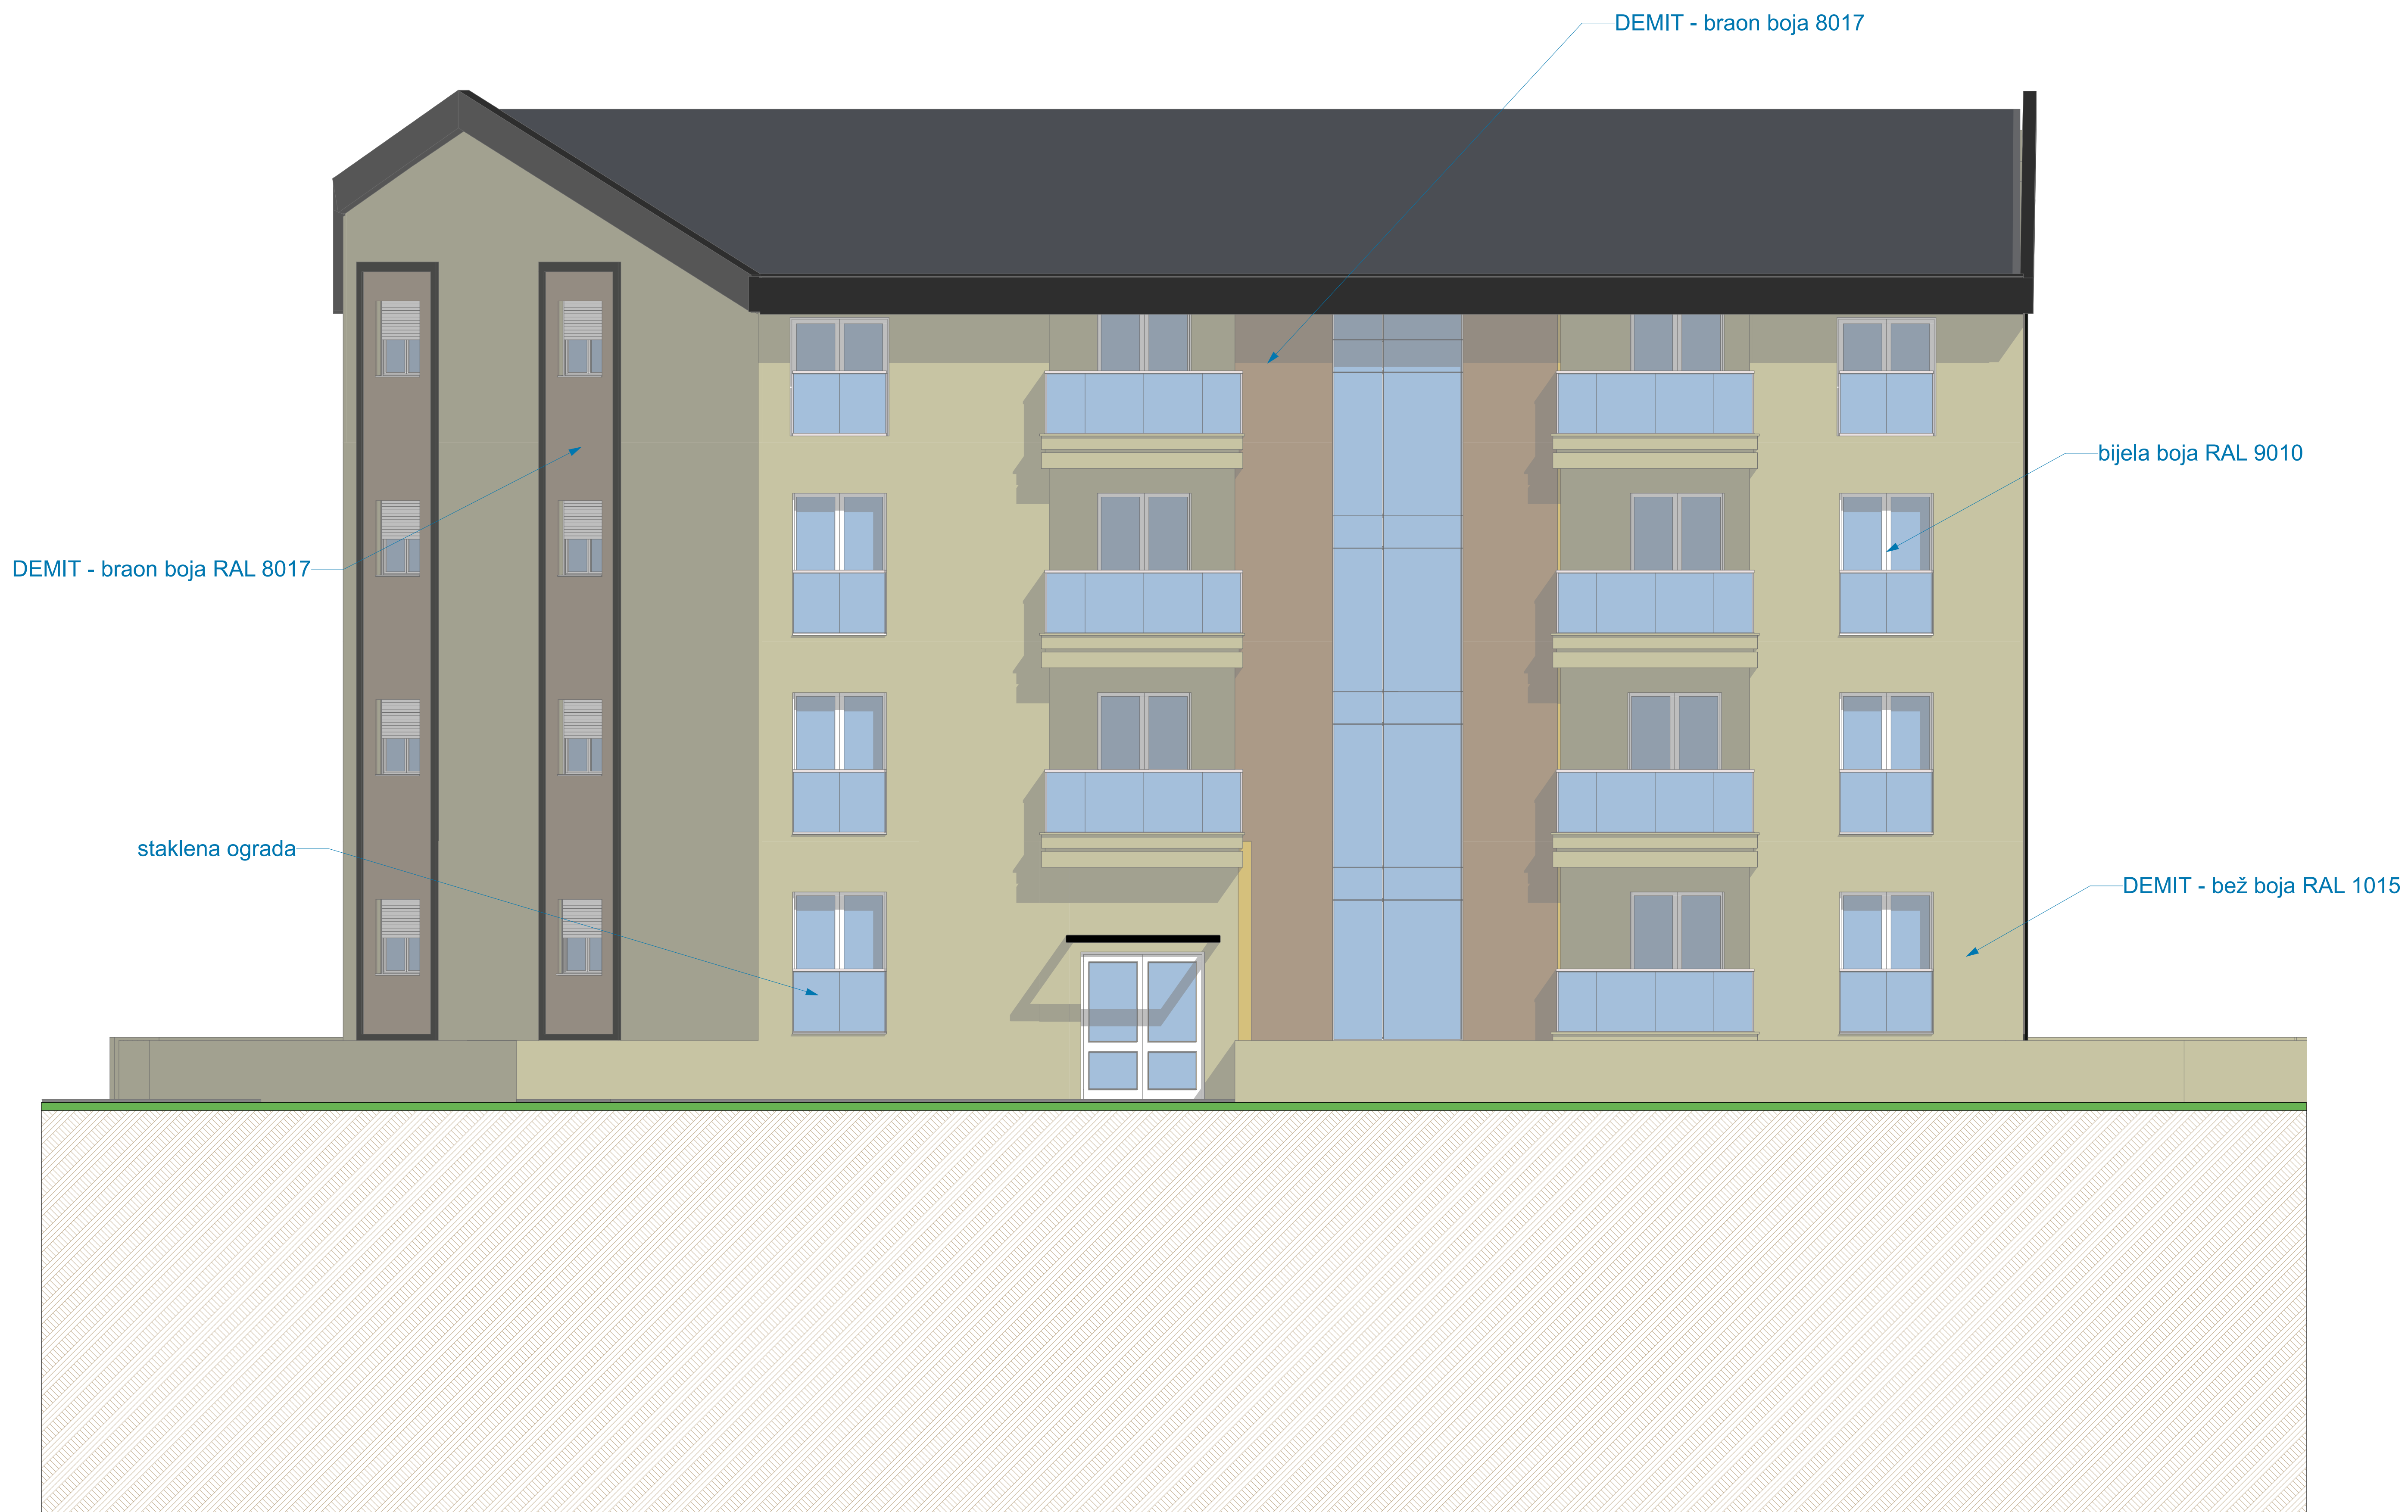 DEMIT - braon boja 8017
bijela boja RAL 9010
DEMIT - braon boja RAL 8017
staklena ograda
DEMIT - bež boja RAL 1015